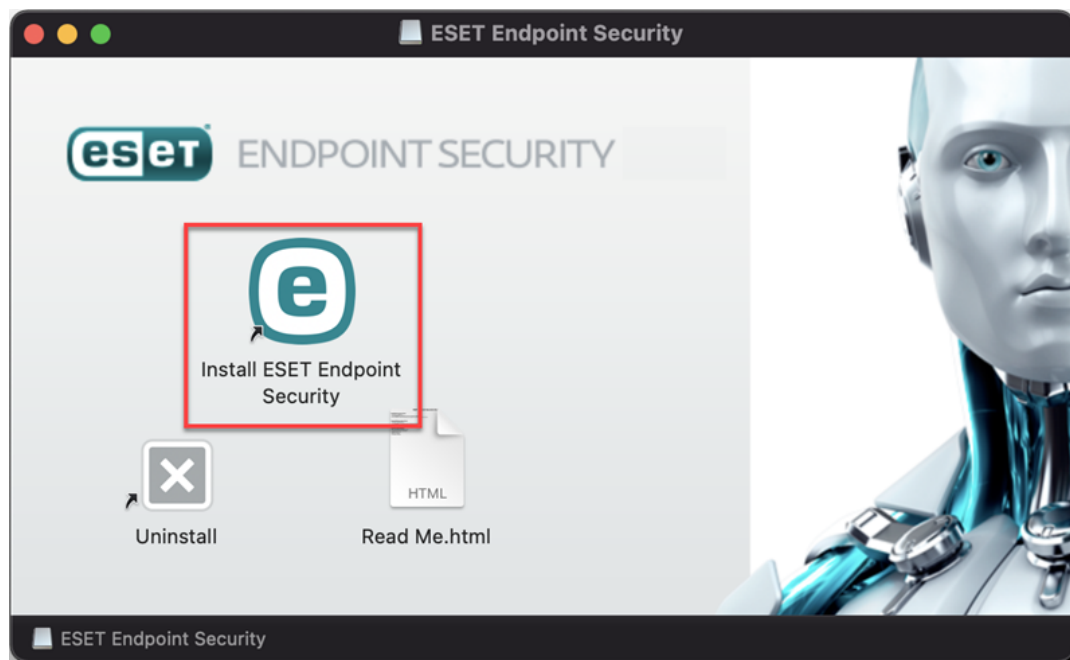 ESET Endpoint Security
eseT ENDPOINT SECURITY
e
Install ESET Endpoint
Security
HTML
Uninstall
Read Me.html
ESET Endpoint Security